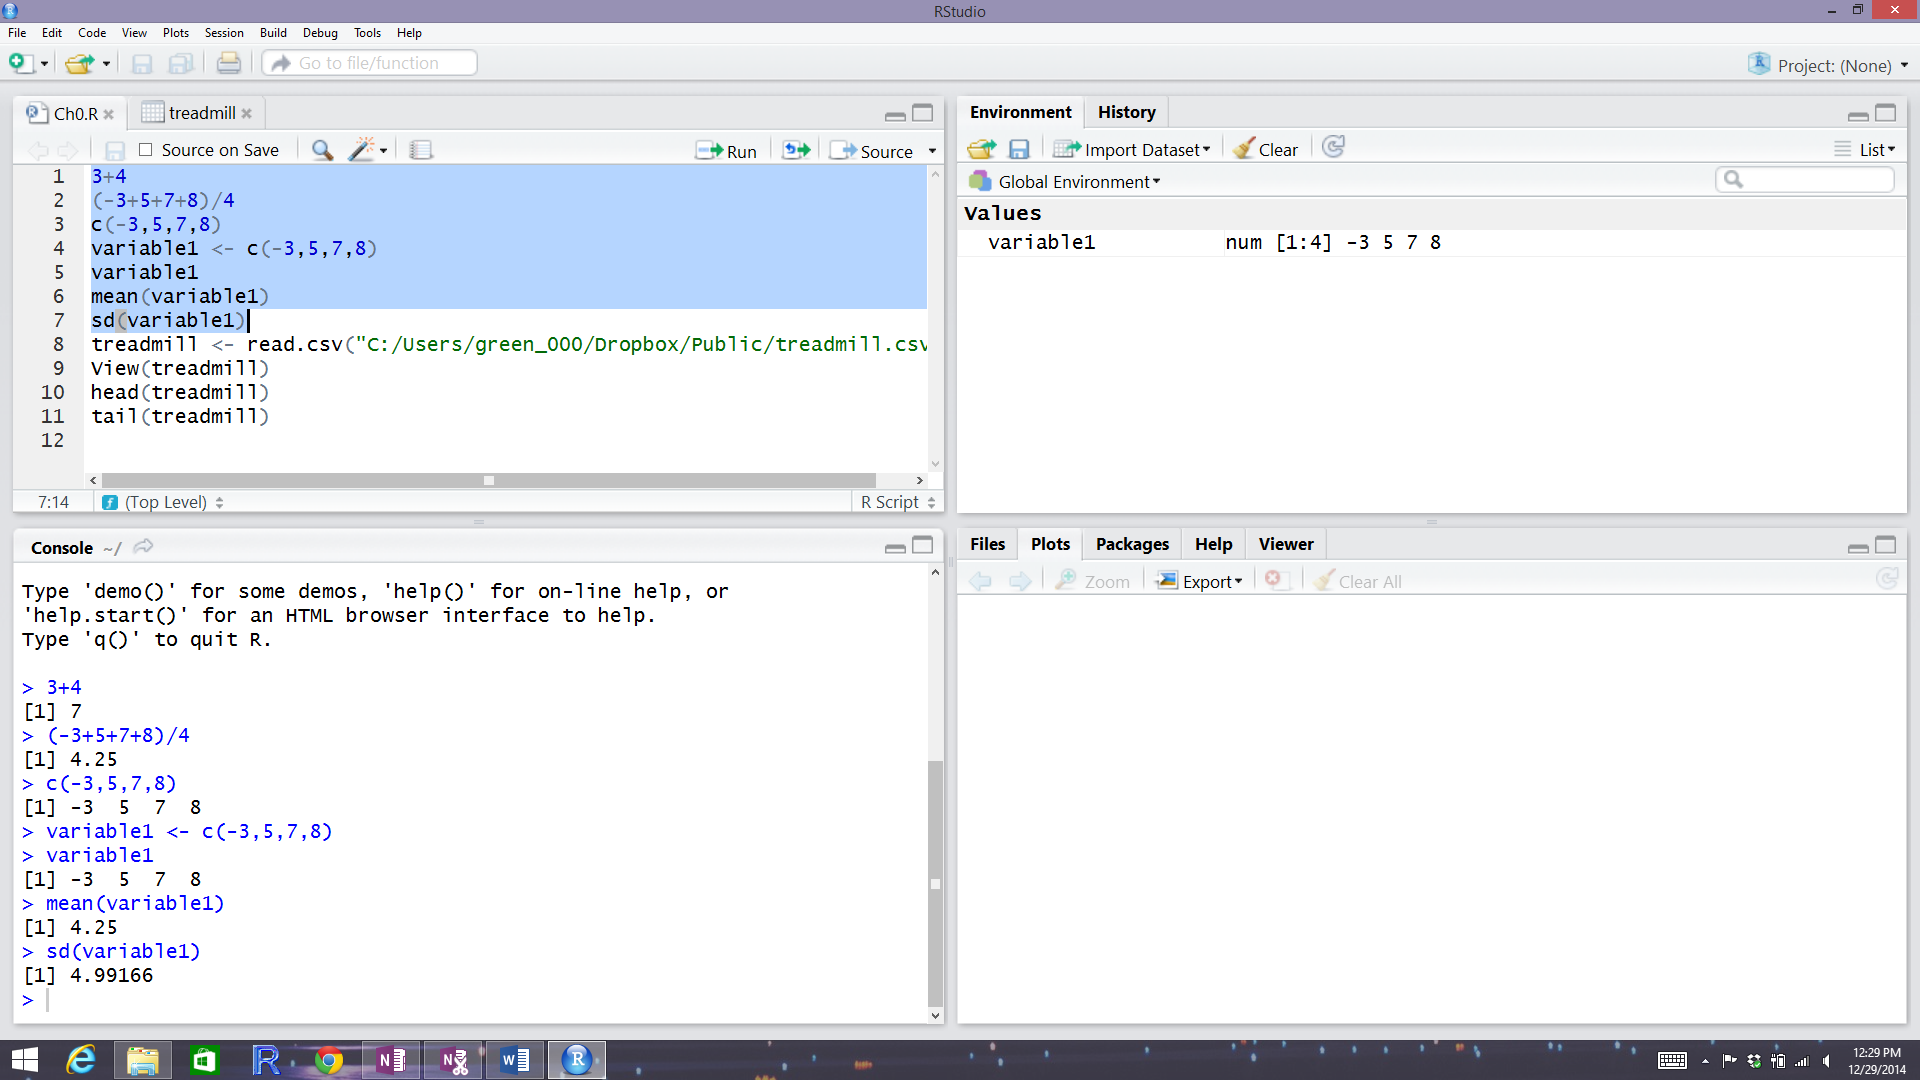 RStudio
File Edit Code View Plots Session Build Debug Tools Help
Go to file/function
Project: (None)
Ch0.R treadmill
Source on Save Run Source
1 3+4
2 (-3+5+7+8)/4
3 c(-3,5,7,8)
4 variable1 <- c(-3,5,7,8)
5 variable1
6 mean(variable1)
7 sd(variable1)
8 treadmill <- read.csv("C:/Users/green_000/Dropbox/Public/treadmill.csv
9 View(treadmill)
10 head(treadmill)
11 tail(treadmill)
12
7:14 (Top Level) R Script
Console ~/
Type 'demo()' for some demos, 'help()' for on-line help, or
'help.start()' for an HTML browser interface to help.
Type 'q()' to quit R.
> 3+4
[1] 7
> (-3+5+7+8)/4
[1] 4.25
> c(-3,5,7,8)
[1] -3  5  7  8
> variable1 <- c(-3,5,7,8)
> variable1
[1] -3  5  7  8
> mean(variable1)
[1] 4.25
> sd(variable1)
[1] 4.99166
>
Environment History
Import Dataset Clear List
Global Environment
Values
variable1 num [1:4] -3 5 7 8
Files Plots Packages Help Viewer
Zoom Export Clear All
12:29 PM
12/29/2014